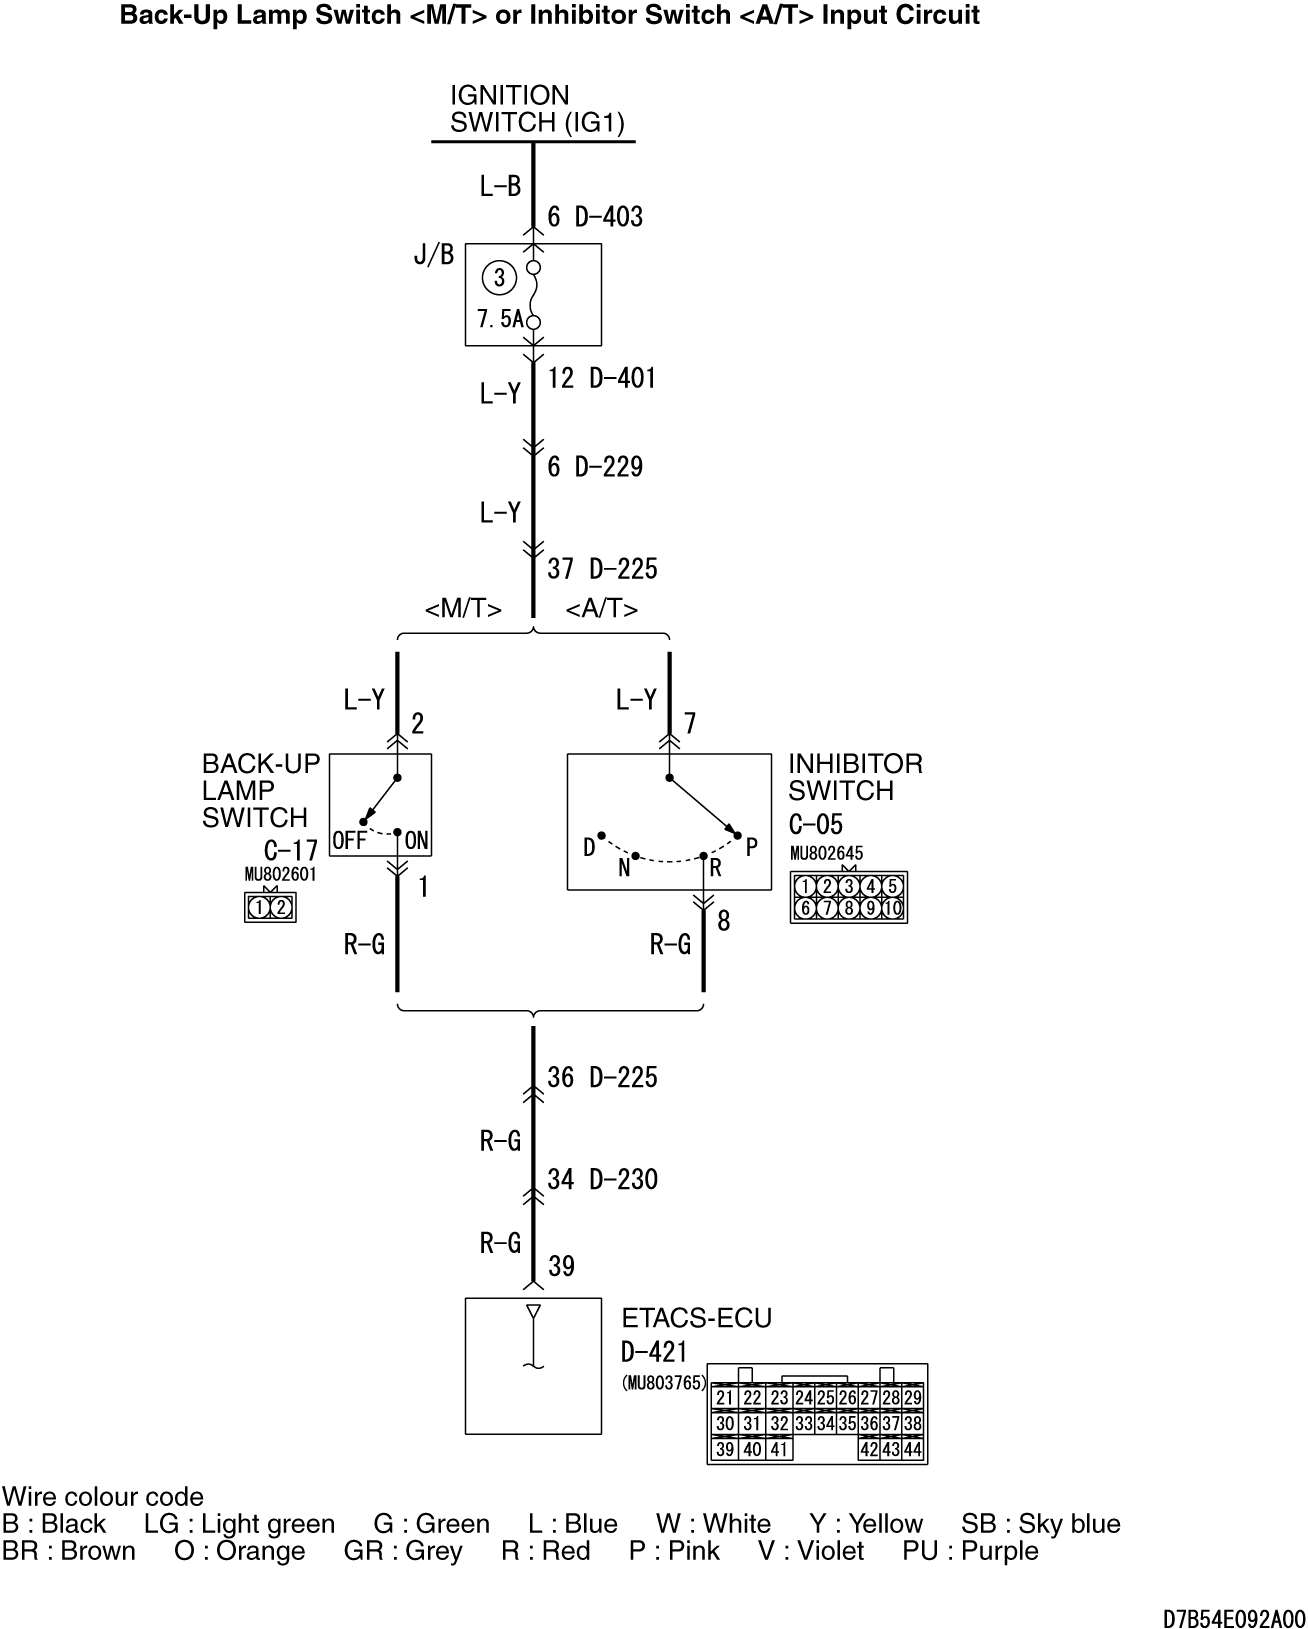 Back-Up Lamp Switch <M/T> or Inhibitor Switch <A/T> Input Circuit
IGNITION
SWITCH (IG1)
L-B
6 D-403
J/B
3
7.5A
12 D-401
L-Y
6 D-229
L-Y
37 D-225
<M/T> <A/T>
L-Y
2
L-Y
7
BACK-UP
LAMP
SWITCH
C-17
MU802601
1 2
OFF ON
1
R-G
INHIBITOR
SWITCH
C-05
MU802645
1 2 3 4 5
6 7 8 9 10
D
N
R
P
8
R-G
36 D-225
R-G
34 D-230
R-G
39
ETACS-ECU
D-421
(MU803765)
21 22 23 24 25 26 27 28 29
30 31 32 33 34 35 36 37 38
39 40 41 42 43 44
Wire colour code
B : Black LG : Light green G : Green L : Blue W : White Y : Yellow SB : Sky blue
BR : Brown O : Orange GR : Grey R : Red P : Pink V : Violet PU : Purple
D7B54E092A00